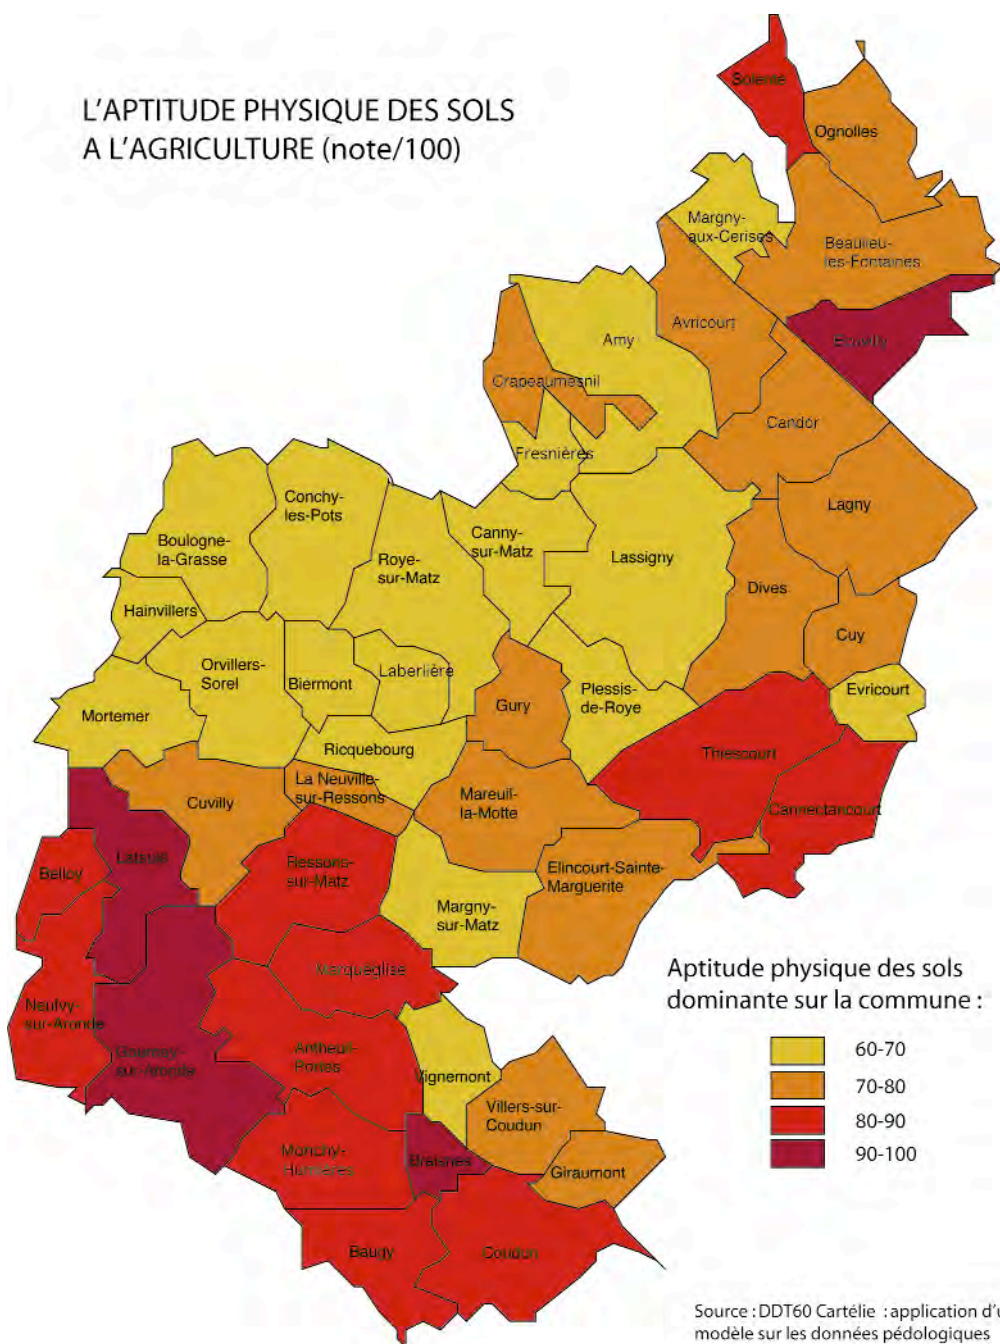 L'APTITUDE PHYSIQUE DES SOLS
A L'AGRICULTURE (note/100)
Solente
Ognolles
Margny-
aux-Cerises
Beaulieu-
les-Fontaines
Ecuvilly
Avricourt
Amy
Crapeaumesnil
Candor
Fresnières
Lagny
Conchy-
les-Pots
Boulogne-
la-Grasse
Roye-
sur-Matz
Canny-
sur-Matz
Lassigny
Dives
Hainvillers
Cuy
Orvillers-
Sorel
Biermont
Laberlière
Plessis-
de-Roye
Evricourt
Gury
Mortemer
Ricquebourg
Thiescourt
La Neuville-
sur-Ressons
Cuvilly
Mareuil-
la-Motte
Cannectancourt
Lataule
Belloy
Ressons-
sur-Matz
Elincourt-Sainte-
Marguerite
Margny-
sur-Matz
Marquéglise
Neufvy-
sur-Aronde
Gournay-
sur-Aronde
Antheuil-
Portes
Vignemont
Villers-sur-
Coudun
Monchy-
Humières
Braisnes
Giraumont
Baugy
Coudun
Aptitude physique des sols
dominante sur la commune :
60-70
70-80
80-90
90-100
Source : DDT60 Cartélie : application d'u
modèle sur les données pédologiques